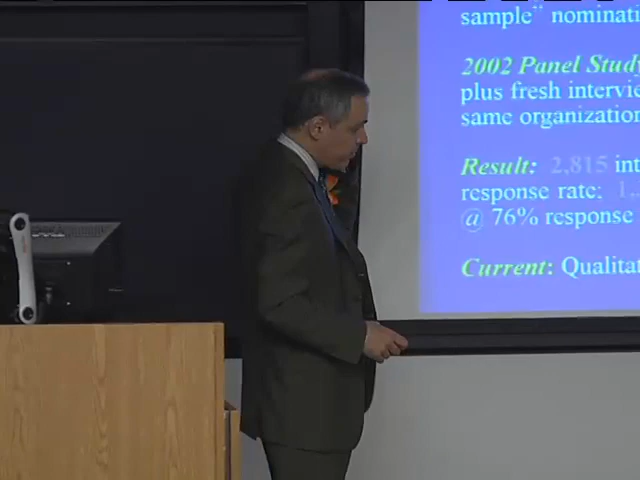 sample" nominati
2002 Panel Study
plus fresh intervie
same organization
Result: 2,815 int
response rate;
@ 76% response
Current: Qualitat